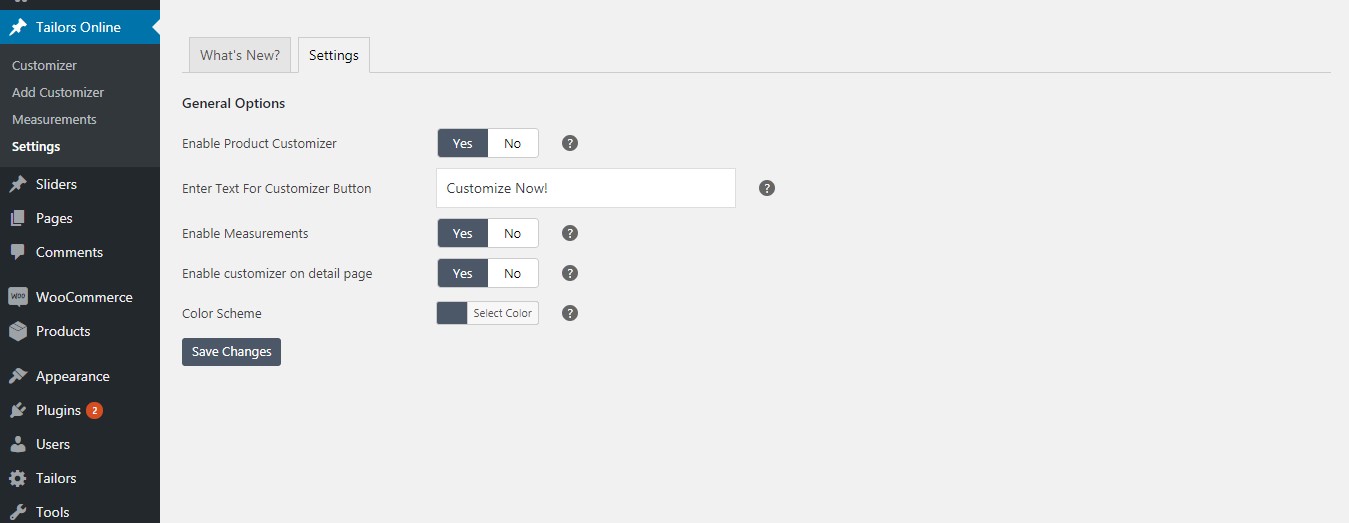 Tailors Online
Customizer
Add Customizer
Measurements
Settings
Sliders
Pages
Comments
WOO
WooCommerce
Products
Appearance
Plugins 2
Users
Tailors
Tools
What's New?
Settings
General Options
Enable Product Customizer Yes No ?
Enter Text For Customizer Button Customize Now! ?
Enable Measurements Yes No ?
Enable customizer on detail page Yes No ?
Color Scheme Select Color ?
Save Changes